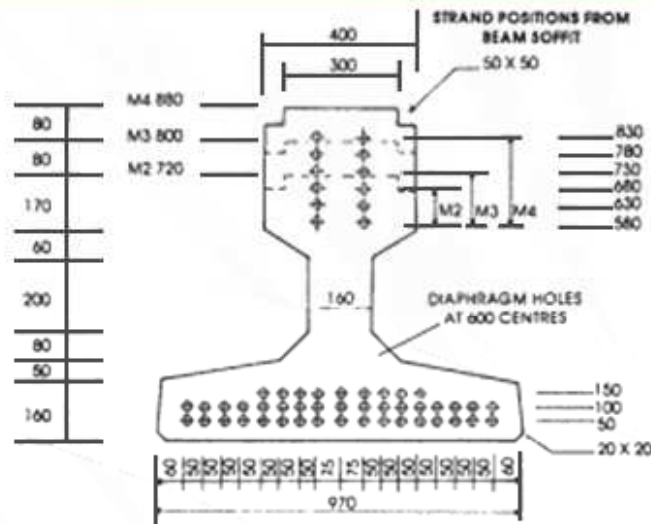 STRAND POSITIONS FROM
BEAM SOFFIT
400
300
50 X 50
M4 880
80
M3 800
830
80
780
M2 720
730
680
170
M2 M3 M4
630
580
60
200
160
DIAPHRAGM HOLES
AT 600 CENTRES
80
50
150
160
100
50
20 X 20
60 50 50 50 50 50 50 50 75 75 50 50 50 50 50 50 50 60
970